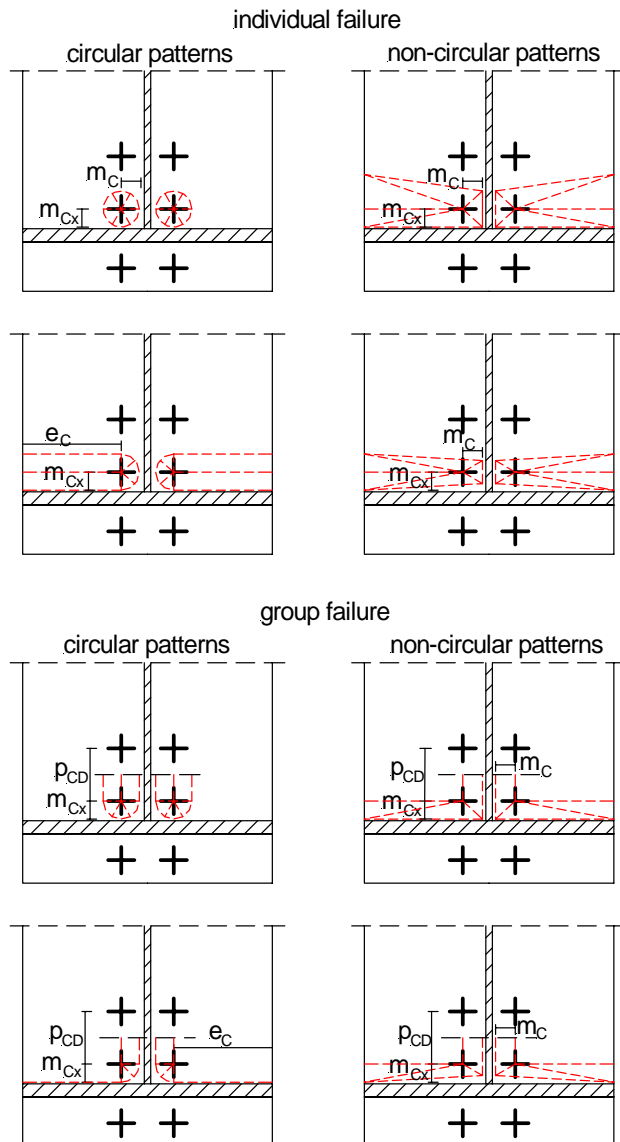 individual failure
circular patterns
non-circular patterns
mC
mCx
mC
mCx
eC
mCx
mC
mCx
group failure
circular patterns
non-circular patterns
pCD
mCx
pCD
mC
mCx
pCD
eC
mCx
pCD
mC
mCx